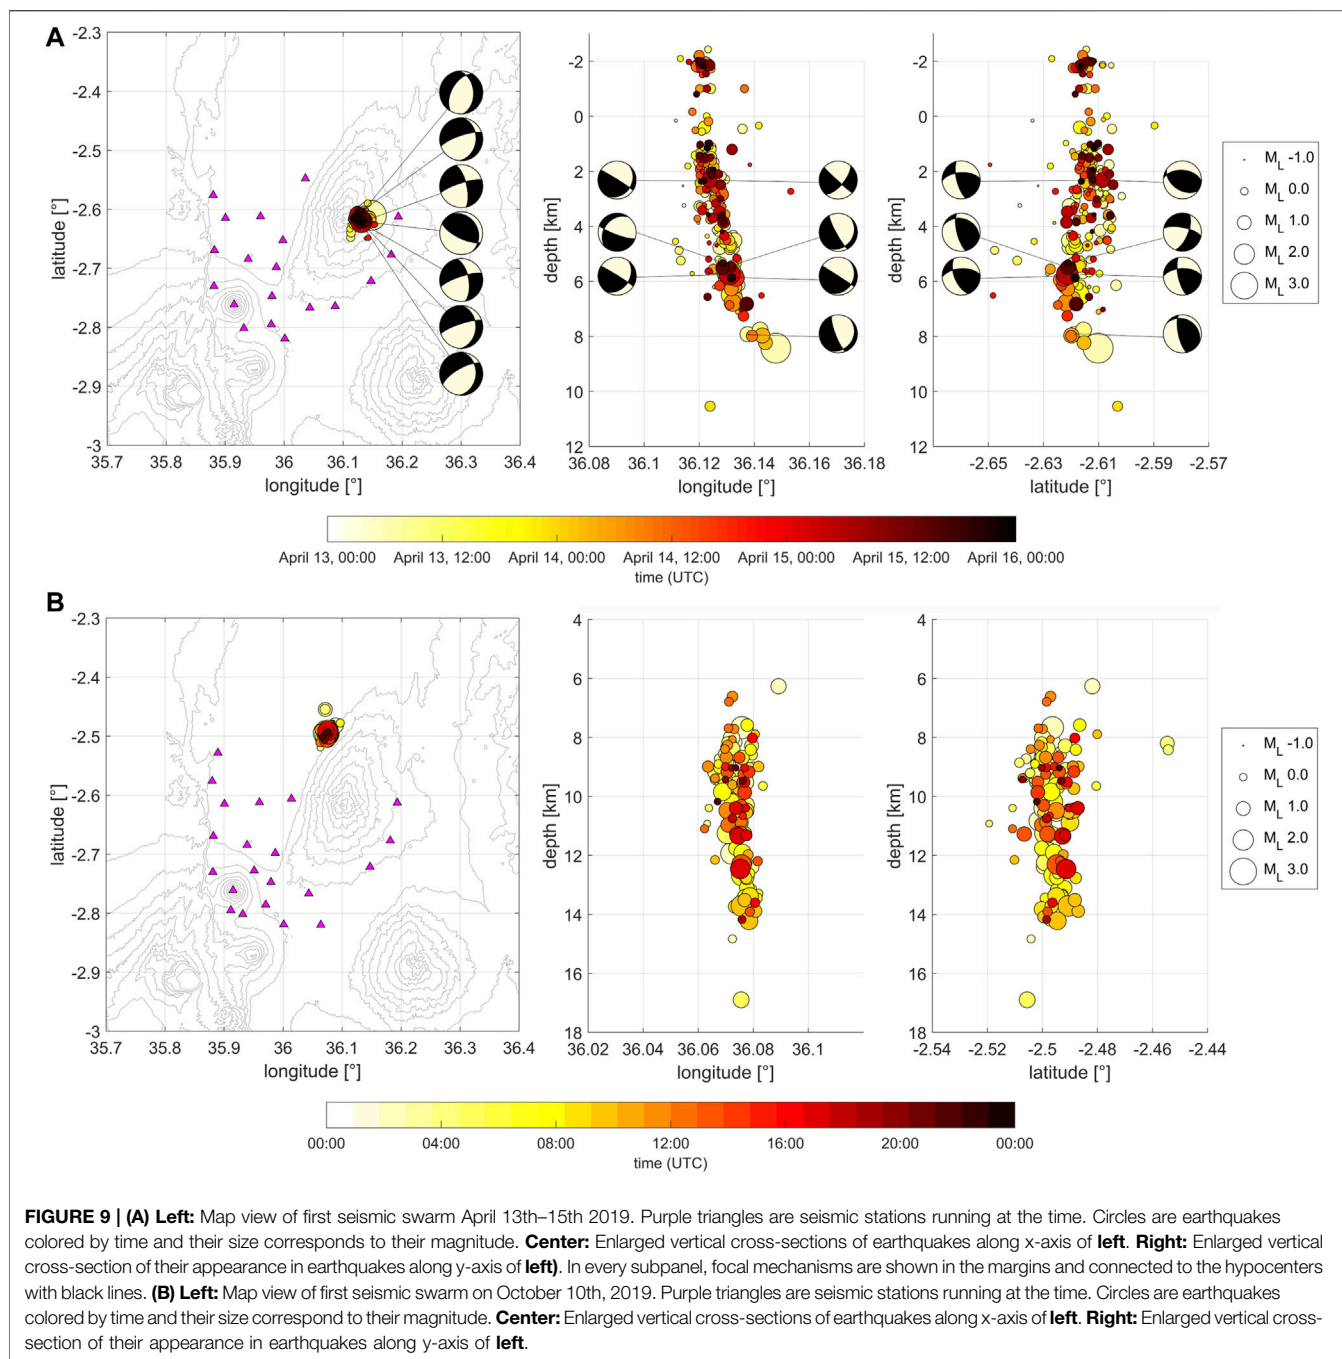 A
-2.3
-2.4
-2.5
-2.6
-2.7
-2.8
-2.9
-3
latitude [°]
35.7 35.8 35.9 36 36.1 36.2 36.3 36.4
longitude [°]
-2
0
2
4
6
8
10
12
depth [km]
36.08 36.1 36.12 36.14 36.16 36.18
longitude [°]
-2
0
2
4
6
8
10
12
depth [km]
-2.65 -2.63 -2.61 -2.59 -2.57
latitude [°]
M_L -1.0
M_L 0.0
M_L 1.0
M_L 2.0
M_L 3.0
April 13, 00:00 April 13, 12:00 April 14, 00:00 April 14, 12:00 April 15, 00:00 April 15, 12:00 April 16, 00:00
time (UTC)
B
-2.3
-2.4
-2.5
-2.6
-2.7
-2.8
-2.9
-3
latitude [°]
35.7 35.8 35.9 36 36.1 36.2 36.3 36.4
longitude [°]
4
6
8
10
12
14
16
18
depth [km]
36.02 36.04 36.06 36.08 36.1
longitude [°]
4
6
8
10
12
14
16
18
depth [km]
-2.54 -2.52 -2.5 -2.48 -2.46 -2.44
latitude [°]
M_L -1.0
M_L 0.0
M_L 1.0
M_L 2.0
M_L 3.0
00:00 04:00 08:00 12:00 16:00 20:00 00:00
time (UTC)
FIGURE 9 | (A) Left: Map view of first seismic swarm April 13th–15th 2019. Purple triangles are seismic stations running at the time. Circles are earthquakes
colored by time and their size corresponds to their magnitude. Center: Enlarged vertical cross-sections of earthquakes along x-axis of left. Right: Enlarged vertical
cross-section of their appearance in earthquakes along y-axis of left). In every subpanel, focal mechanisms are shown in the margins and connected to the hypocenters
with black lines. (B) Left: Map view of first seismic swarm on October 10th, 2019. Purple triangles are seismic stations running at the time. Circles are earthquakes
colored by time and their size correspond to their magnitude. Center: Enlarged vertical cross-sections of earthquakes along x-axis of left. Right: Enlarged vertical cross-
section of their appearance in earthquakes along y-axis of left.